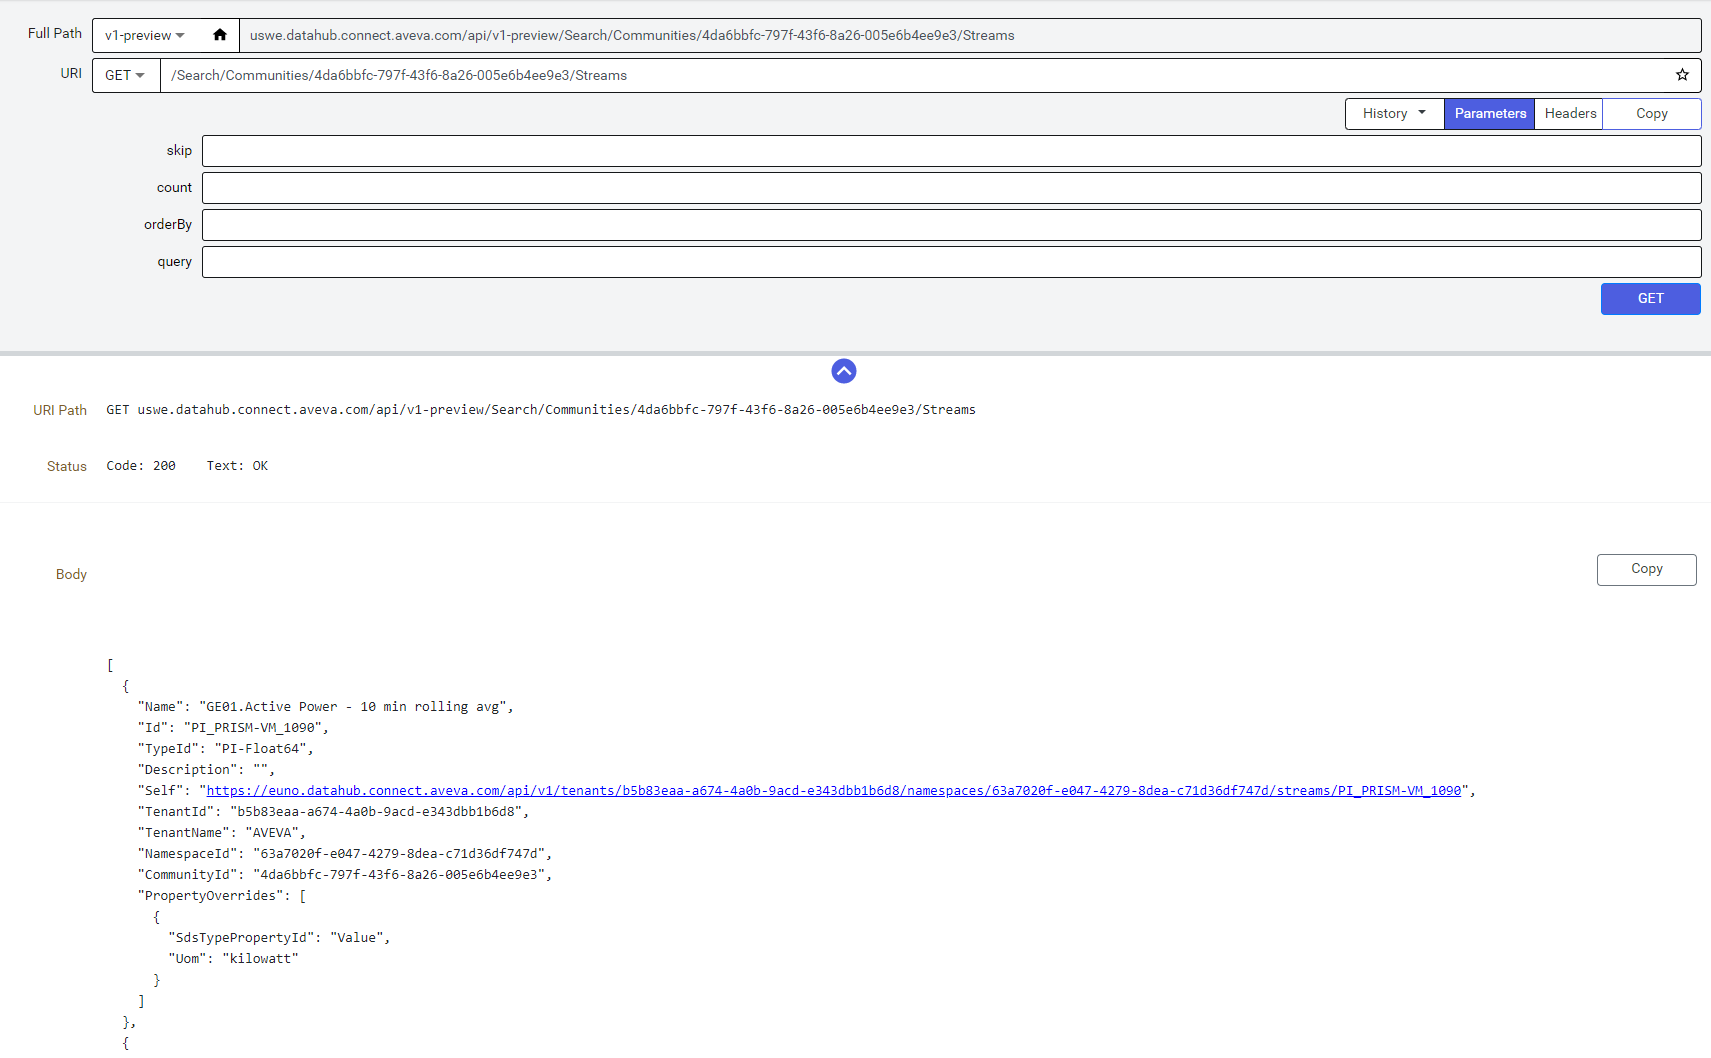 Full Path v1-preview uswe.datahub.connect.aveva.com/api/v1-preview/Search/Communities/4da6bbfc-797f-43f6-8a26-005e6b4ee9e3/Streams
URI GET /Search/Communities/4da6bbfc-797f-43f6-8a26-005e6b4ee9e3/Streams
History Parameters Headers Copy
skip
count
orderBy
query
GET
URI Path GET uswe.datahub.connect.aveva.com/api/v1-preview/Search/Communities/4da6bbfc-797f-43f6-8a26-005e6b4ee9e3/Streams
Status Code: 200 Text: OK
Body Copy
[
{
"Name": "GE01.Active Power - 10 min rolling avg",
"Id": "PI_PRISM-VM_1090",
"TypeId": "PI-Float64",
"Description": "",
"Self": "https://euno.datahub.connect.aveva.com/api/v1/tenants/b5b83eaa-a674-4a0b-9acd-e343dbb1b6d8/namespaces/63a7020f-e047-4279-8dea-c71d36df747d/streams/PI_PRISM-VM_1090",
"TenantId": "b5b83eaa-a674-4a0b-9acd-e343dbb1b6d8",
"TenantName": "AVEVA",
"NamespaceId": "63a7020f-e047-4279-8dea-c71d36df747d",
"CommunityId": "4da6bbfc-797f-43f6-8a26-005e6b4ee9e3",
"PropertyOverrides": [
{
"SdsTypePropertyId": "Value",
"Uom": "kilowatt"
}
]
},
{